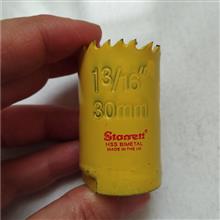 1 3/16"
30mm
Starrett
HSS BIMETAL
MADE IN THE UK